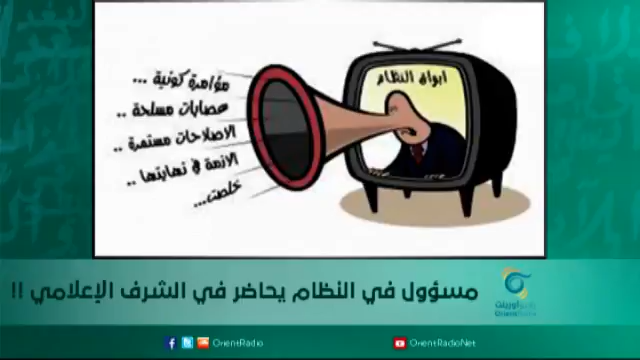 ابواق النظام
مؤامرة كونية ...
عصابات مسلحة ..
الاصلاحات مستمرة ..
الازمة في نهايتها ..
خلصت...
مسؤول في النظام يحاضر في الشرف الإعلامي !!
OrientRadio
OrientRadioNet